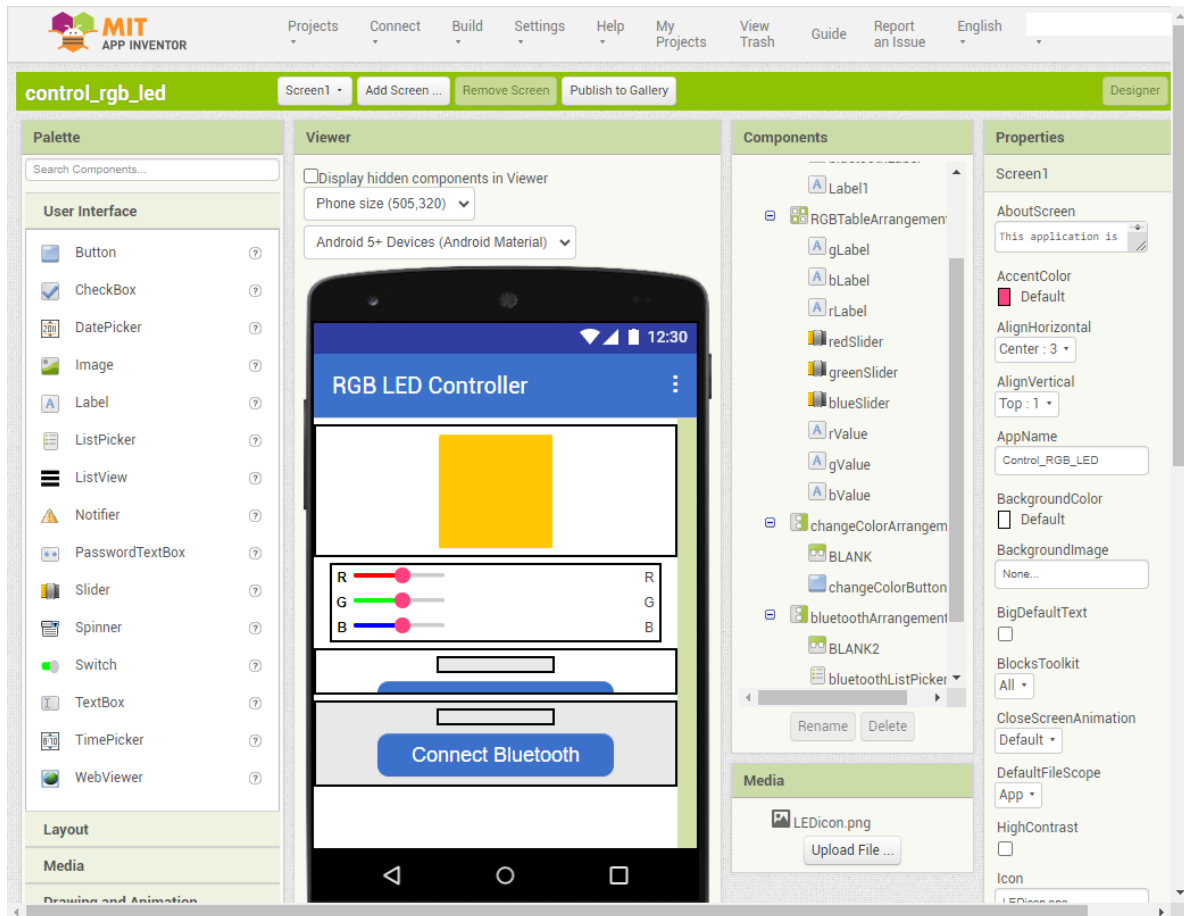 MIT
APP INVENTOR
Projects Connect Build Settings Help My Projects View Trash Guide Report an Issue English
control_rgb_led
Screen1 Add Screen ... Remove Screen Publish to Gallery Designer
Palette
Search Components...
User Interface
Button
CheckBox
DatePicker
Image
Label
ListPicker
ListView
Notifier
PasswordTextBox
Slider
Spinner
Switch
TextBox
TimePicker
WebViewer
Layout
Media
Drawing and Animation
Viewer
Display hidden components in Viewer
Phone size (505,320)
Android 5+ Devices (Android Material)
12:30
RGB LED Controller
R R
G G
B B
Connect Bluetooth
Components
Label1
RGBTableArrangement
gLabel
bLabel
rLabel
redSlider
greenSlider
blueSlider
rValue
gValue
bValue
changeColorArrangem
BLANK
changeColorButton
bluetoothArrangement
BLANK2
bluetoothListPicker
Rename Delete
Media
LEDicon.png
Upload File ...
Properties
Screen1
AboutScreen
This application is
AccentColor
Default
AlignHorizontal
Center : 3
AlignVertical
Top : 1
AppName
Control_RGB_LED
BackgroundColor
Default
BackgroundImage
None...
BigDefaultText
BlocksToolkit
All
CloseScreenAnimation
Default
DefaultFileScope
App
HighContrast
Icon
LEDicon.png